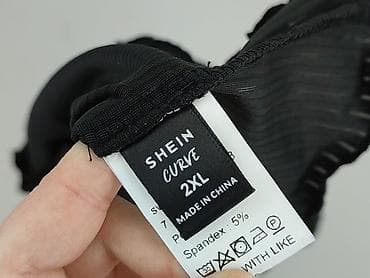 SHEIN
CURVE
2XL
MADE IN CHINA
Spandex : 5%
WITH LIKE